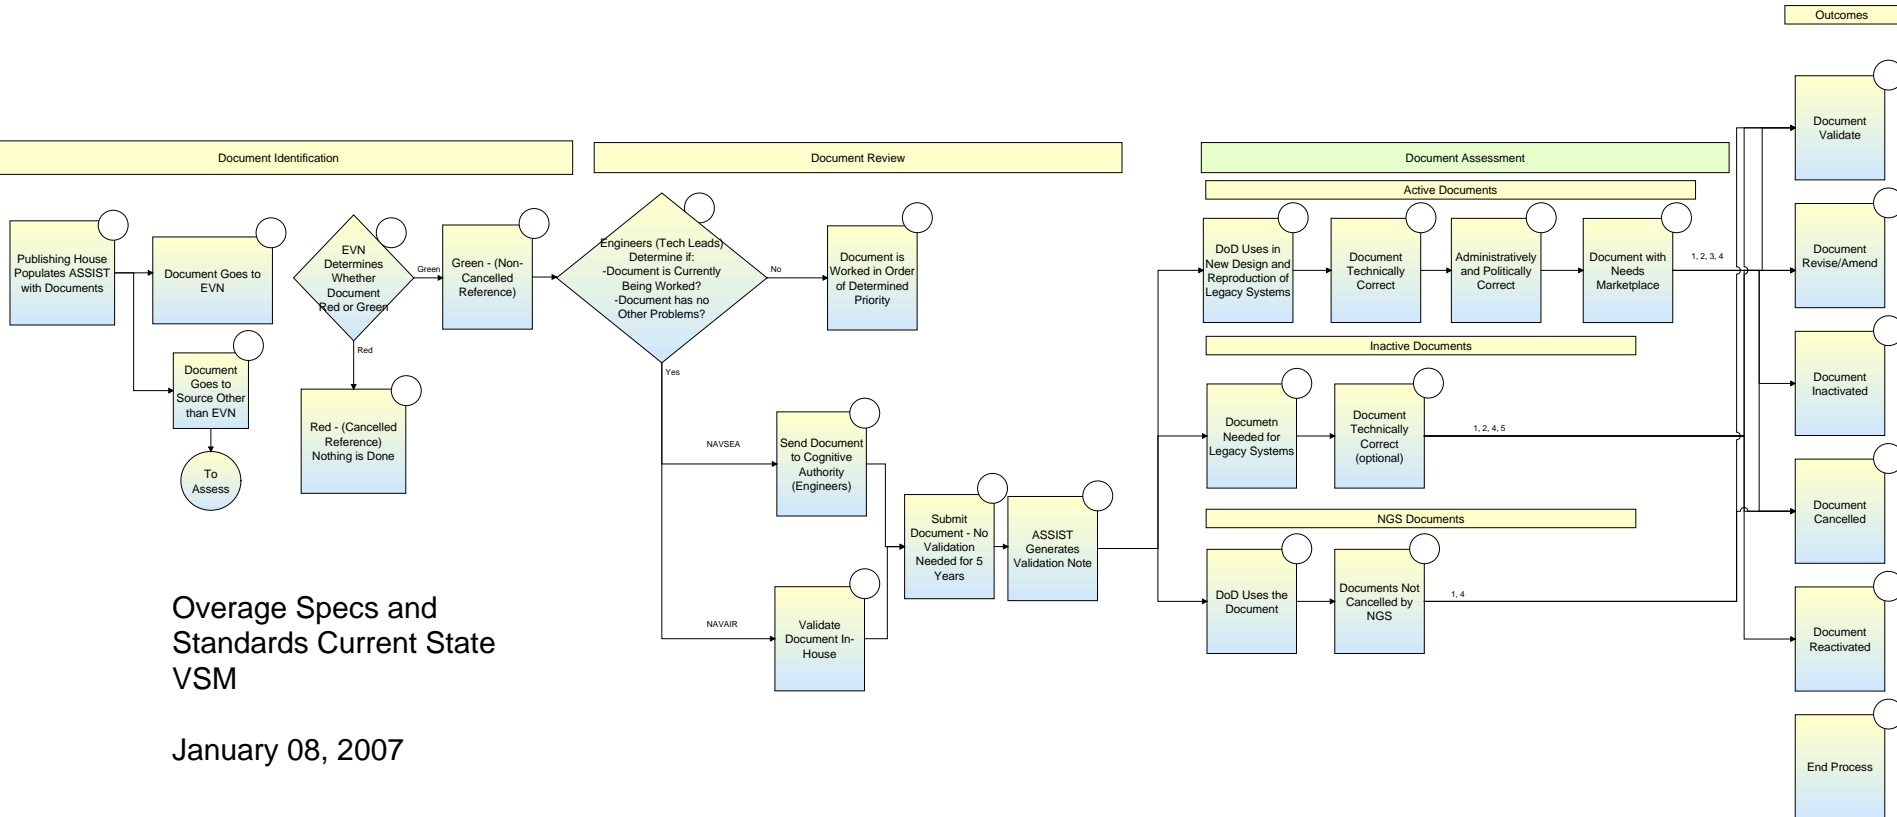 Outcomes
Document Identification
Document Review
Document Assessment
Active Documents
Publishing House
Populates ASSIST
with Documents
Document Goes to
EVN
Document
Goes to
Source Other
than EVN
To
Assess
EVN
Determines
Whether
Document
Red or Green
Green
Red
Red - (Cancelled
Reference)
Nothing is Done
Green - (Non-
Cancelled
Reference)
Engineers (Tech Leads)
Determine if:
-Document is Currently
Being Worked?
-Document has no
Other Problems?
No
Yes
Document is
Worked in Order
of Determined
Priority
NAVSEA
Send Document
to Cognitive
Authority
(Engineers)
NAVAIR
Validate
Document In-
House
Submit
Document - No
Validation
Needed for 5
Years
ASSIST
Generates
Validation Note
DoD Uses in
New Design and
Reproduction of
Legacy Systems
Document
Technically
Correct
Administratively
and Politically
Correct
Document with
Needs
Marketplace
1, 2, 3, 4
Inactive Documents
Documetn
Needed for
Legacy Systems
Document
Technically
Correct
(optional)
1, 2, 4, 5
NGS Documents
DoD Uses the
Document
Documents Not
Cancelled by
NGS
1, 4
Document
Validate
Document
Revise/Amend
Document
Inactivated
Document
Cancelled
Document
Reactivated
End Process
Overage Specs and
Standards Current State
VSM
January 08, 2007